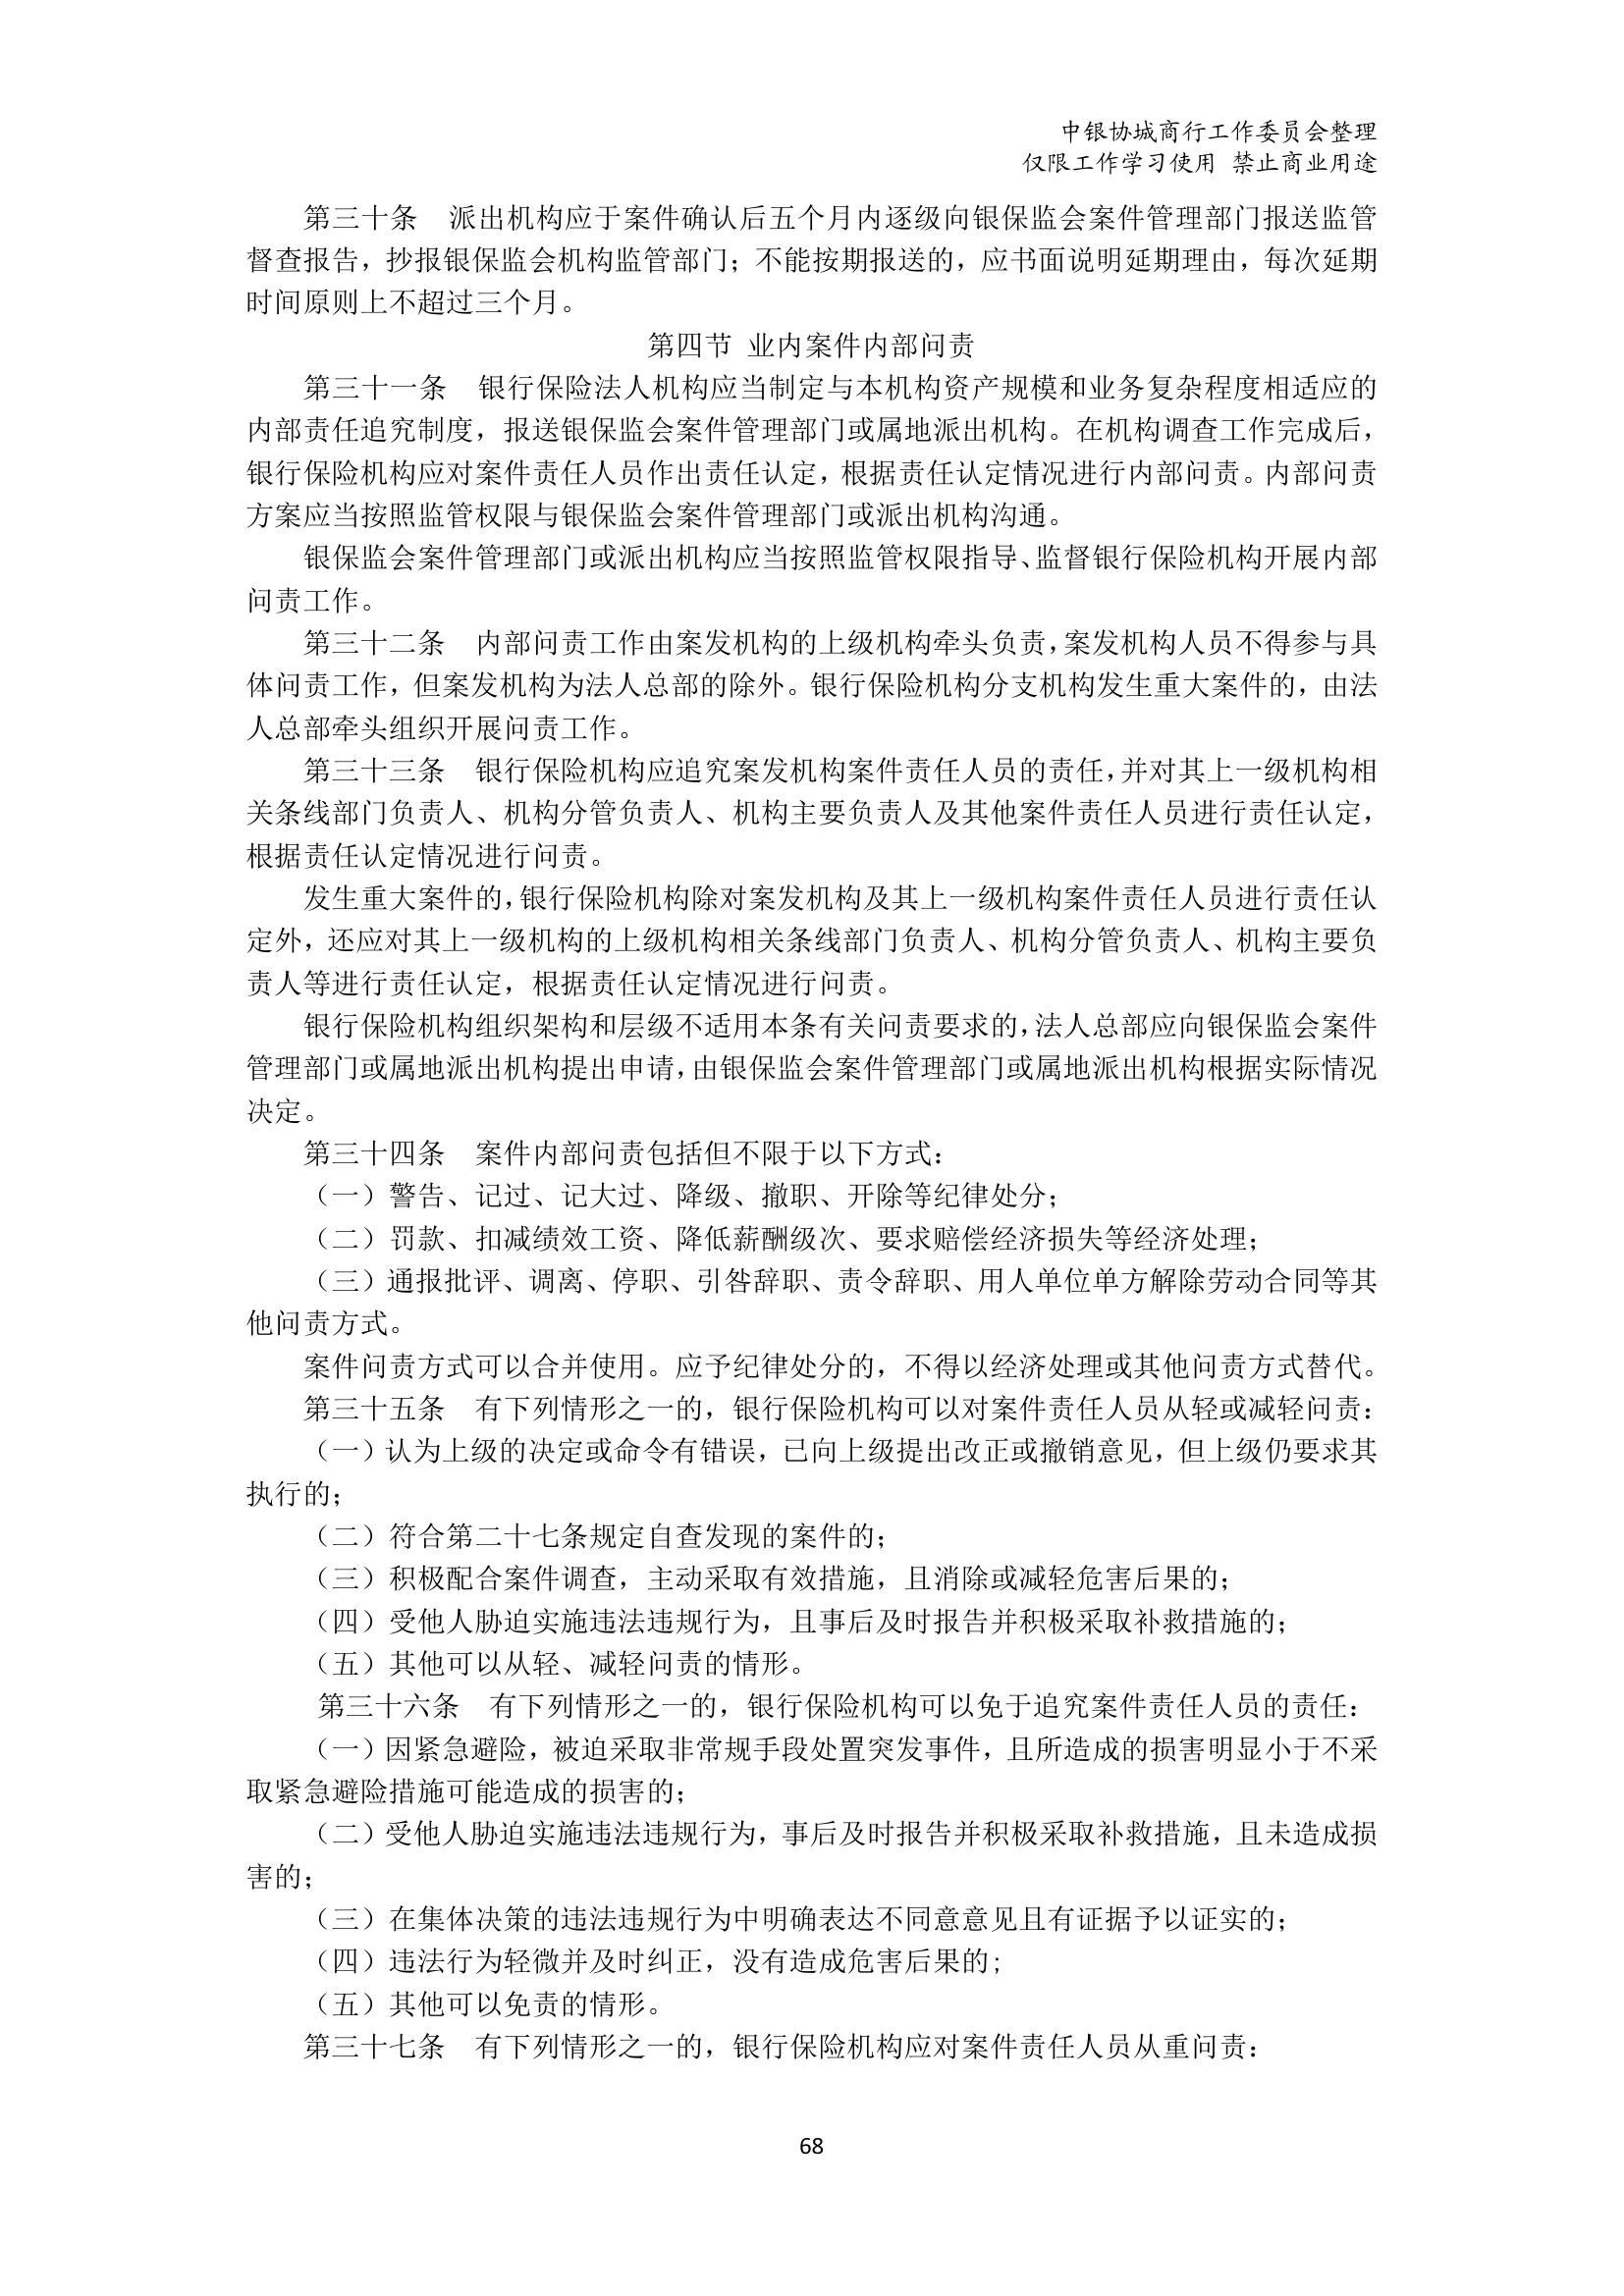 中银协城商行工作委员会整理
仅限工作学习使用 禁止商业用途
第三十条　派出机构应于案件确认后五个月内逐级向银保监会案件管理部门报送监管
督查报告，抄报银保监会机构监管部门；不能按期报送的，应书面说明延期理由，每次延期
时间原则上不超过三个月。
第四节 业内案件内部问责
第三十一条　银行保险法人机构应当制定与本机构资产规模和业务复杂程度相适应的
内部责任追究制度，报送银保监会案件管理部门或属地派出机构。在机构调查工作完成后，
银行保险机构应对案件责任人员作出责任认定，根据责任认定情况进行内部问责。内部问责
方案应当按照监管权限与银保监会案件管理部门或派出机构沟通。
银保监会案件管理部门或派出机构应当按照监管权限指导、监督银行保险机构开展内部
问责工作。
第三十二条　内部问责工作由案发机构的上级机构牵头负责，案发机构人员不得参与具
体问责工作，但案发机构为法人总部的除外。银行保险机构分支机构发生重大案件的，由法
人总部牵头组织开展问责工作。
第三十三条　银行保险机构应追究案发机构案件责任人员的责任，并对其上一级机构相
关条线部门负责人、机构分管负责人、机构主要负责人及其他案件责任人员进行责任认定，
根据责任认定情况进行问责。
发生重大案件的，银行保险机构除对案发机构及其上一级机构案件责任人员进行责任认
定外，还应对其上一级机构的上级机构相关条线部门负责人、机构分管负责人、机构主要负
责人等进行责任认定，根据责任认定情况进行问责。
银行保险机构组织架构和层级不适用本条有关问责要求的，法人总部应向银保监会案件
管理部门或属地派出机构提出申请，由银保监会案件管理部门或属地派出机构根据实际情况
决定。
第三十四条　案件内部问责包括但不限于以下方式：
（一）警告、记过、记大过、降级、撤职、开除等纪律处分；
（二）罚款、扣减绩效工资、降低薪酬级次、要求赔偿经济损失等经济处理；
（三）通报批评、调离、停职、引咎辞职、责令辞职、用人单位单方解除劳动合同等其
他问责方式。
案件问责方式可以合并使用。应予纪律处分的，不得以经济处理或其他问责方式替代。
第三十五条　有下列情形之一的，银行保险机构可以对案件责任人员从轻或减轻问责：
（一）认为上级的决定或命令有错误，已向上级提出改正或撤销意见，但上级仍要求其
执行的；
（二）符合第二十七条规定自查发现的案件的；
（三）积极配合案件调查，主动采取有效措施，且消除或减轻危害后果的；
（四）受他人胁迫实施违法违规行为，且事后及时报告并积极采取补救措施的；
（五）其他可以从轻、减轻问责的情形。
第三十六条　有下列情形之一的，银行保险机构可以免于追究案件责任人员的责任：
（一）因紧急避险，被迫采取非常规手段处置突发事件，且所造成的损害明显小于不采
取紧急避险措施可能造成的损害的；
（二）受他人胁迫实施违法违规行为，事后及时报告并积极采取补救措施，且未造成损
害的；
（三）在集体决策的违法违规行为中明确表达不同意意见且有证据予以证实的；
（四）违法行为轻微并及时纠正，没有造成危害后果的；
（五）其他可以免责的情形。
第三十七条　有下列情形之一的，银行保险机构应对案件责任人员从重问责：
68